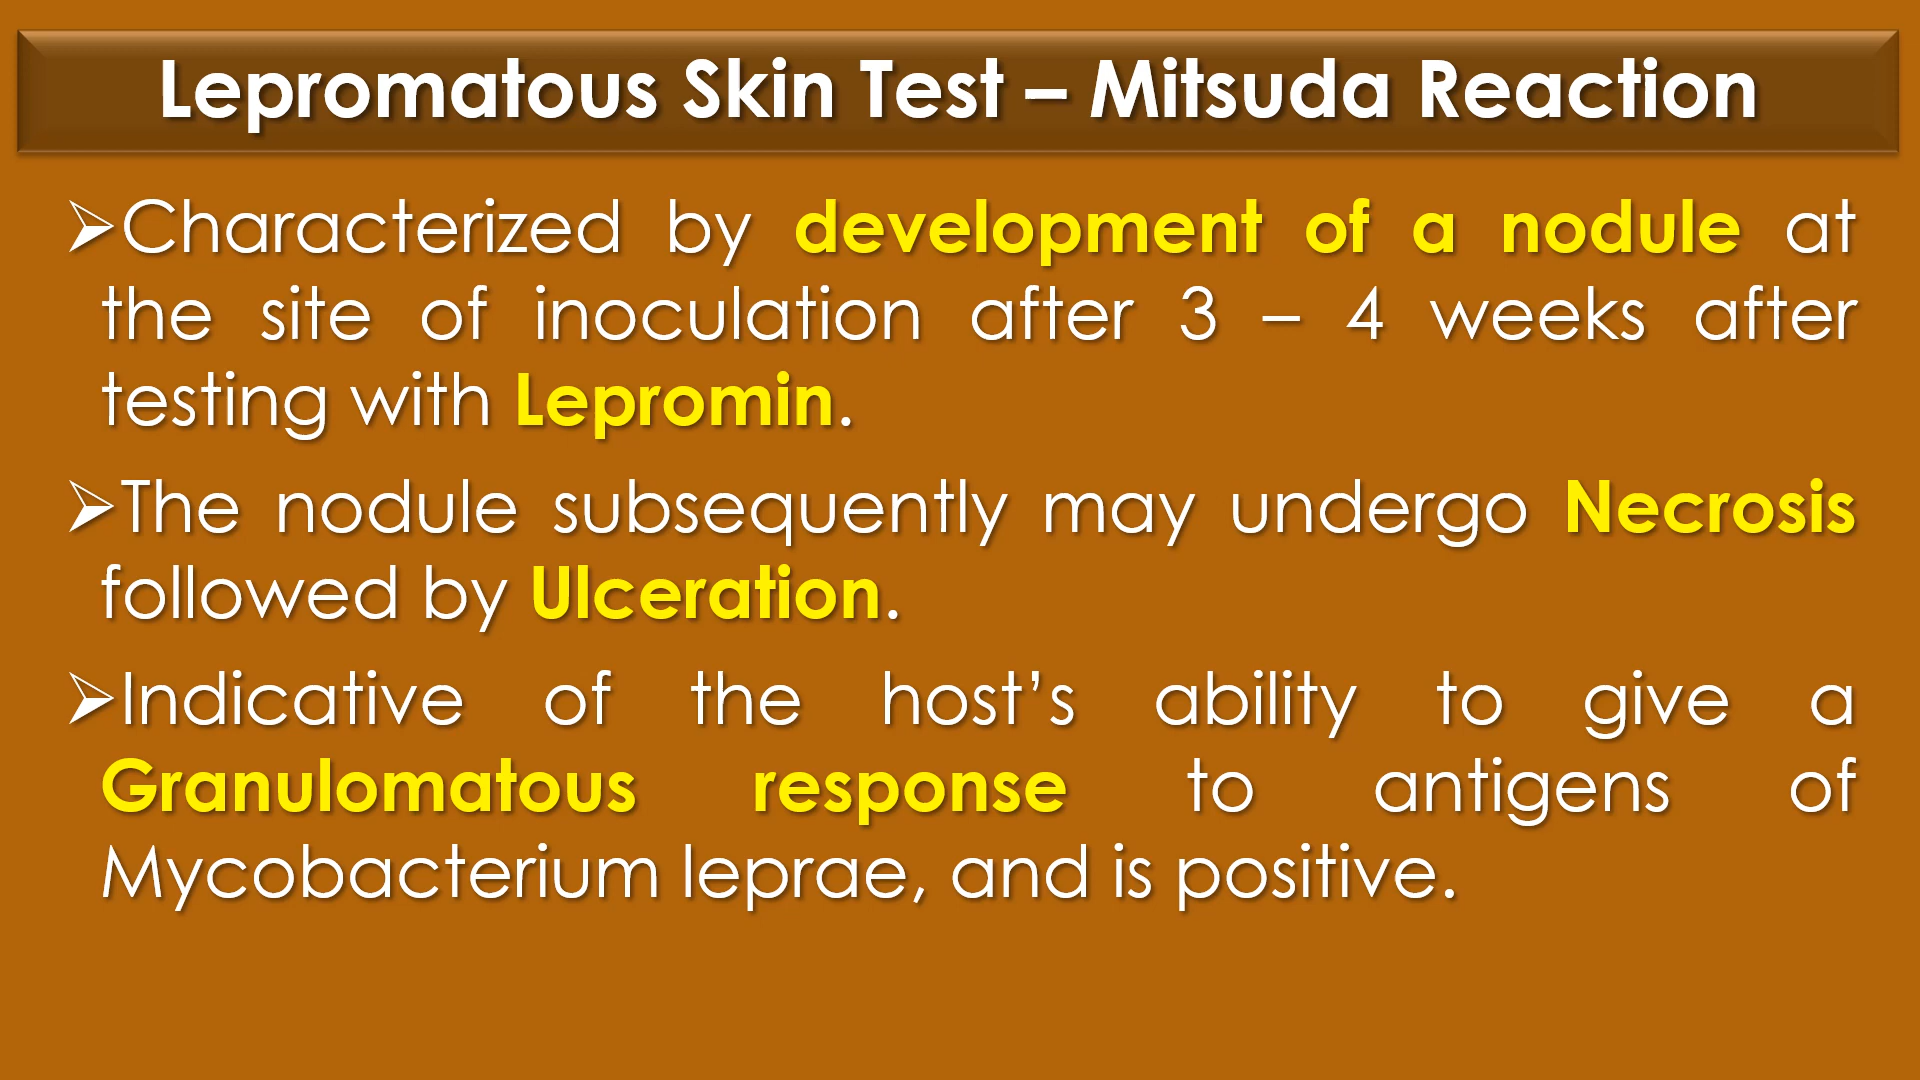 Lepromatous Skin Test – Mitsuda Reaction
➢Characterized by development of a nodule at
the site of inoculation after 3 – 4 weeks after
testing with Lepromin.
➢The nodule subsequently may undergo Necrosis
followed by Ulceration.
➢Indicative of the host’s ability to give a
Granulomatous response to antigens of
Mycobacterium leprae, and is positive.